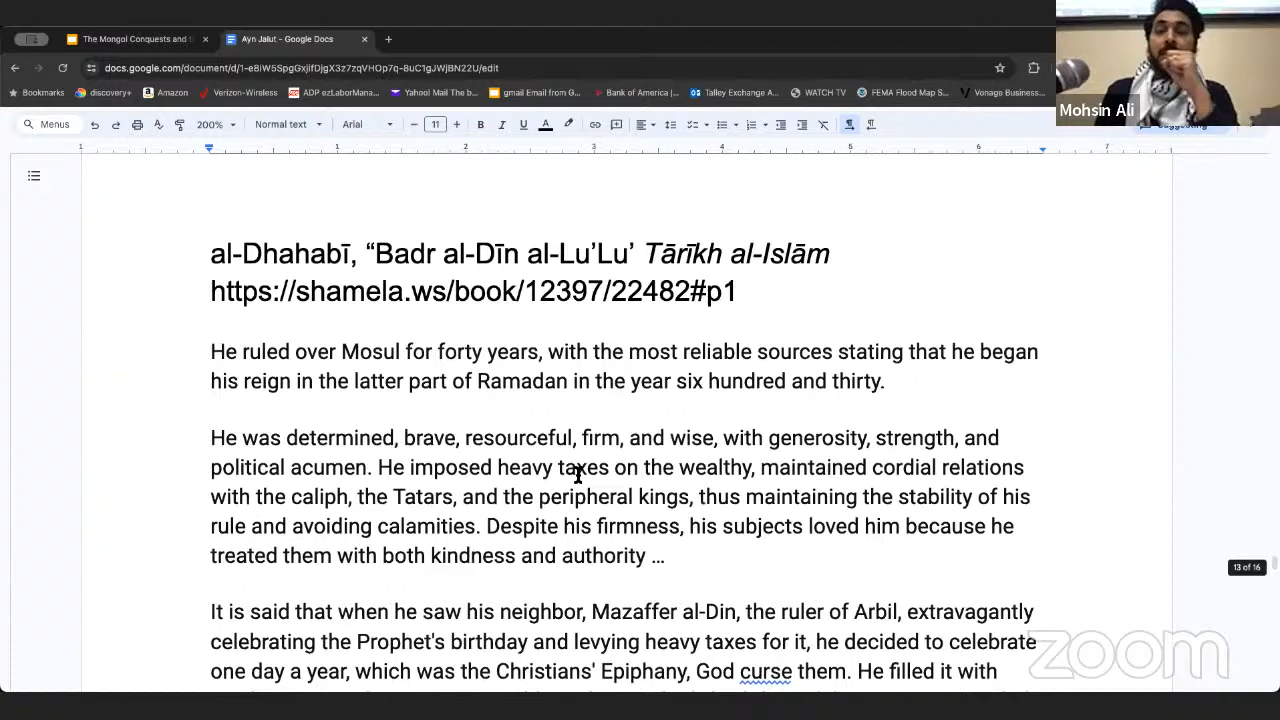 The Mongol Conquests and t
Ayn Jalut - Google Docs
docs.google.com/document/d/1-e8iW5SpgGxjifDjgX3z7zqVHOp7q-8uC1gJWjBN22U/edit
Bookmarks discovery+ Amazon Verizon-Wireless ADP ezLaborMana... Yahoo! Mail The b... gmail Email from G... Bank of America |... Talley Exchange A... WATCH TV FEMA Flood Map S... Vonage Business...
Mohsin Ali
Menus 200% Normal text Arial 11
1 1 2 3 4 5 6 7
al-Dhahabī, “Badr al-Dīn al-Lu’Lu’ Tārīkh al-Islām
https://shamela.ws/book/12397/22482#p1
He ruled over Mosul for forty years, with the most reliable sources stating that he began
his reign in the latter part of Ramadan in the year six hundred and thirty.
He was determined, brave, resourceful, firm, and wise, with generosity, strength, and
political acumen. He imposed heavy taxes on the wealthy, maintained cordial relations
with the caliph, the Tatars, and the peripheral kings, thus maintaining the stability of his
rule and avoiding calamities. Despite his firmness, his subjects loved him because he
treated them with both kindness and authority ...
13 of 16
It is said that when he saw his neighbor, Mazaffer al-Din, the ruler of Arbil, extravagantly
celebrating the Prophet's birthday and levying heavy taxes for it, he decided to celebrate
one day a year, which was the Christians' Epiphany, God curse them. He filled it with
zoom